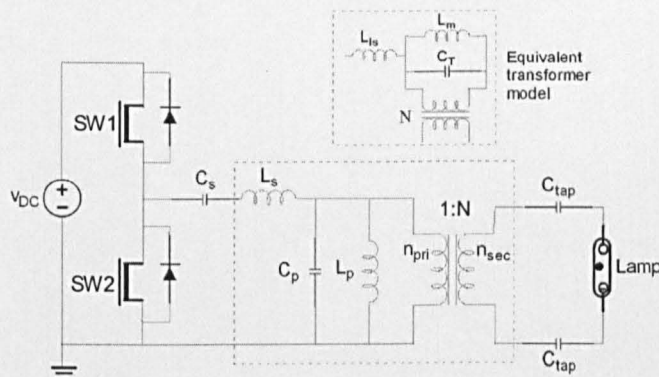 L_m
L_ls
C_T
N
Equivalent
transformer
model
SW1
v_DC
C_s
L_s
1:N
C_tap
C_p
L_p
n_pri
n_sec
Lamp
SW2
C_tap